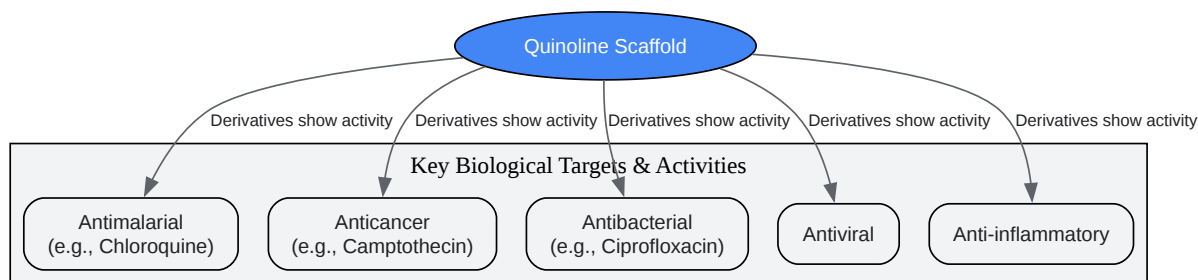 Quinoline Scaffold
Derivatives show activity
Derivatives show activity
Derivatives show activity
Derivatives show activity
Derivatives show activity
Key Biological Targets & Activities
Antimalarial
(e.g., Chloroquine)
Anticancer
(e.g., Camptothecin)
Antibacterial
(e.g., Ciprofloxacin)
Antiviral
Anti-inflammatory